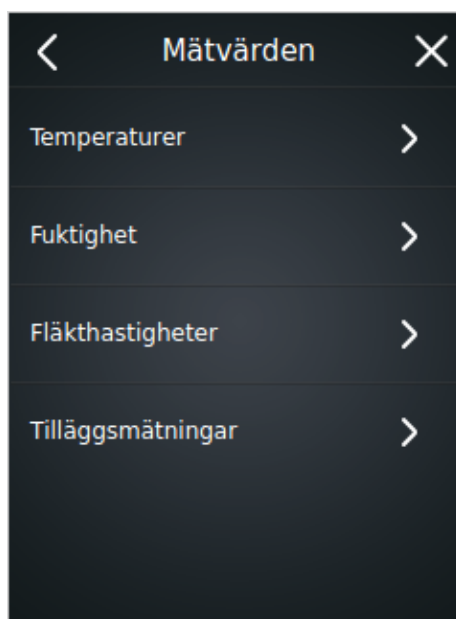 Mätvärden
Temperaturer
Fuktighet
Fläkthastigheter
Tilläggsmätningar